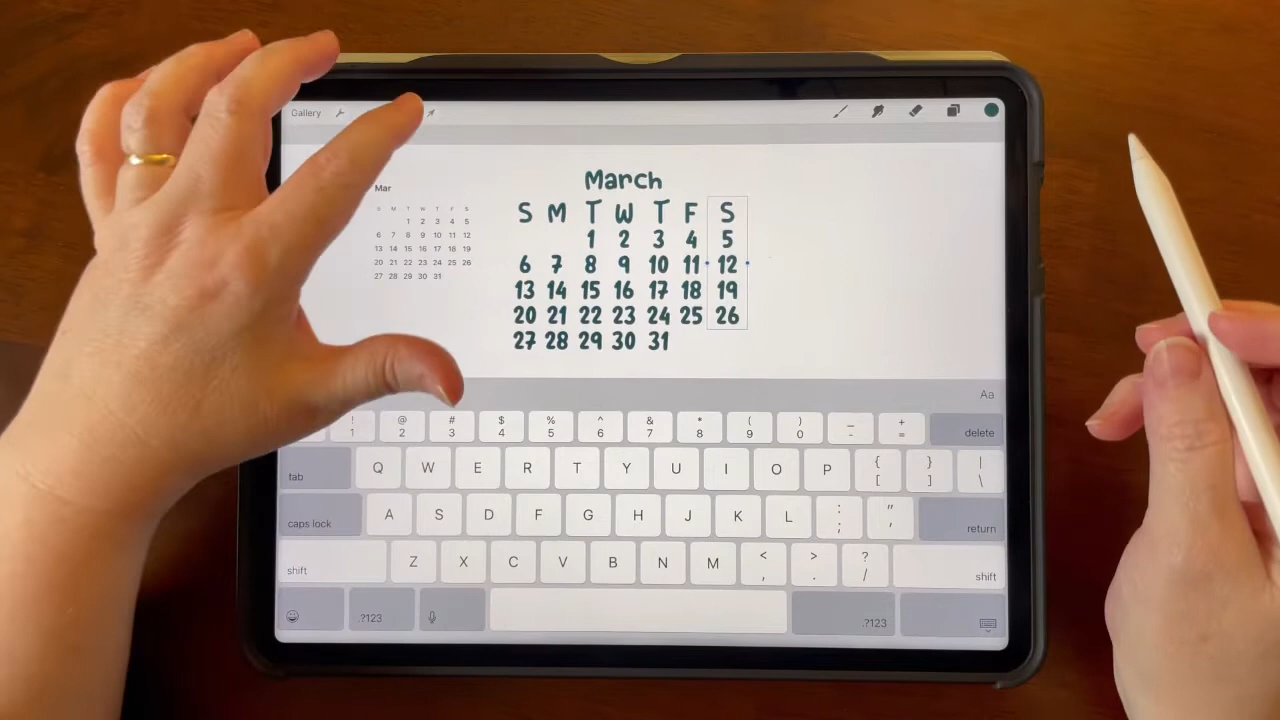 Gallery
Mar
S M T W T F S
1 2 3 4 5
6 7 8 9 10 11 12
13 14 15 16 17 18 19
20 21 22 23 24 25 26
27 28 29 30 31
March
S M T W T F S
1 2 3 4 5
6 7 8 9 10 11 12
13 14 15 16 17 18 19
20 21 22 23 24 25 26
27 28 29 30 31
Aa
! @ # $ % ^ & * ( ) _ +
1 2 3 4 5 6 7 8 9 0 - = delete
tab Q W E R T Y U I O P { [ } ] | \
caps lock A S D F G H J K L : ; " ' return
shift Z X C V B N M < , > . ? / shift
.?123 .?123